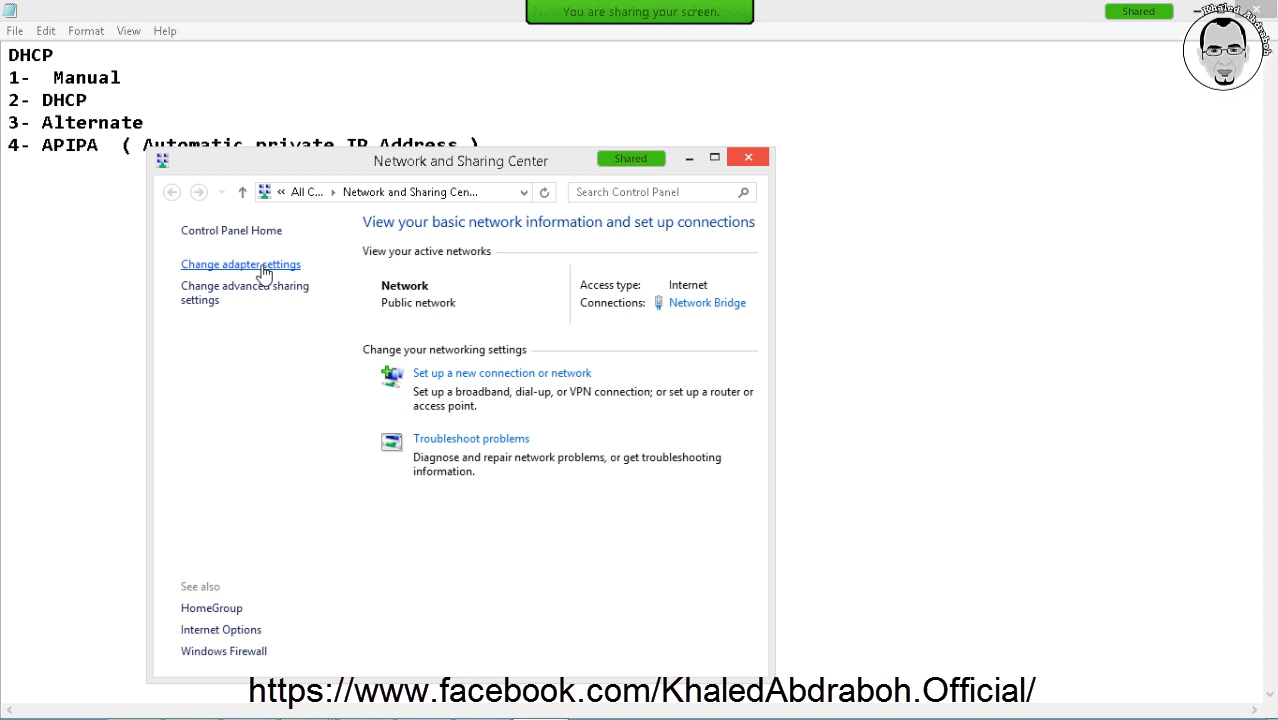 You are sharing your screen.
Shared
Khaled_Abdraboh
File Edit Format View Help
DHCP
1- Manual
2- DHCP
3- Alternate
4- APIPA ( Automatic private IP Address )
Network and Sharing Center
Shared
« All C... Network and Sharing Cen...
Search Control Panel
Control Panel Home
Change adapter settings
Change advanced sharing
settings
View your basic network information and set up connections
View your active networks
Network
Public network
Access type: Internet
Connections: Network Bridge
Change your networking settings
Set up a new connection or network
Set up a broadband, dial-up, or VPN connection; or set up a router or
access point.
Troubleshoot problems
Diagnose and repair network problems, or get troubleshooting
information.
See also
HomeGroup
Internet Options
Windows Firewall
https://www.facebook.com/KhaledAbdraboh.Official/